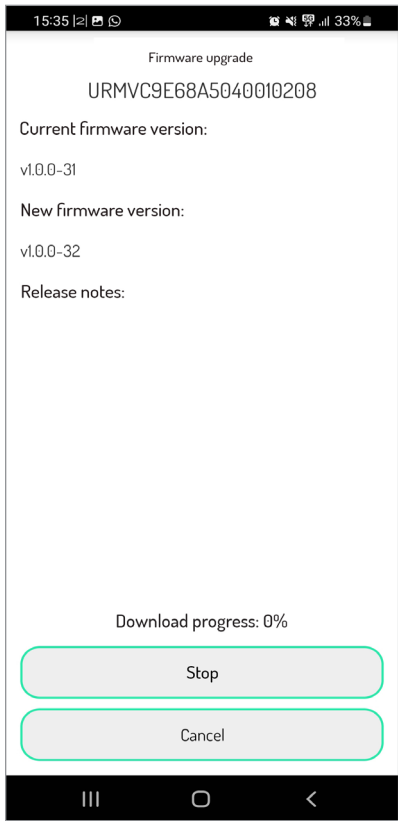 15:35 |2|
33%
Firmware upgrade
URMVC9E68A5040010208
Current firmware version:
v1.0.0-31
New firmware version:
v1.0.0-32
Release notes:
Download progress: 0%
Stop
Cancel